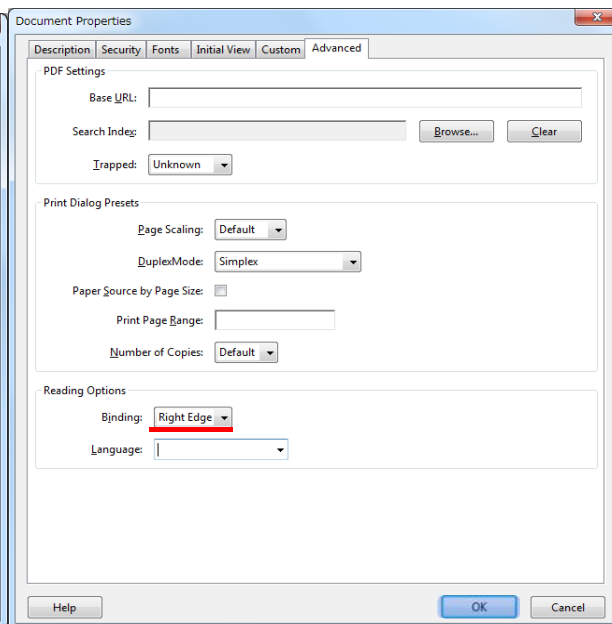 Document Properties
Description Security Fonts Initial View Custom Advanced
PDF Settings
Base URL:
Search Index: Browse... Clear
Trapped: Unknown
Print Dialog Presets
Page Scaling: Default
DuplexMode: Simplex
Paper Source by Page Size:
Print Page Range:
Number of Copies: Default
Reading Options
Binding: Right Edge
Language:
Help OK Cancel